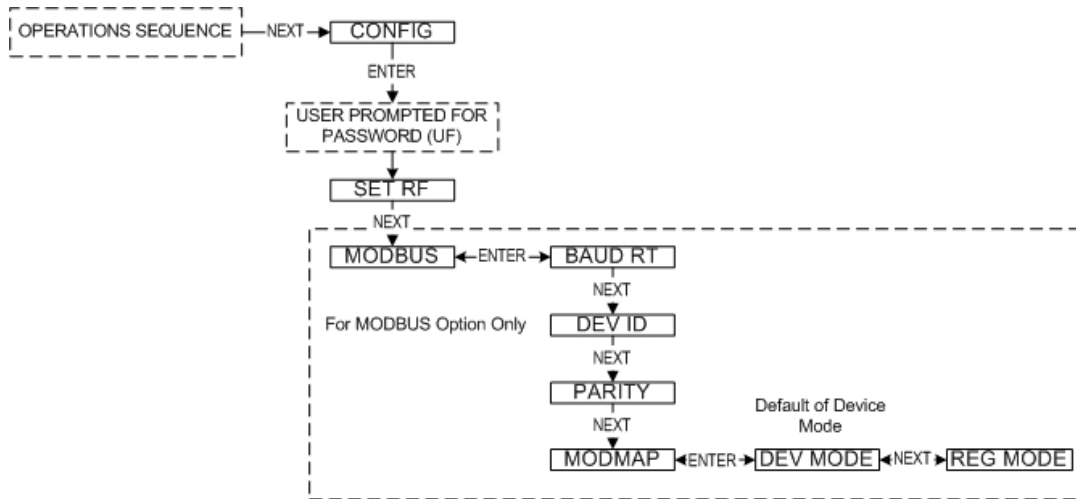 OPERATIONS SEQUENCE
NEXT
CONFIG
ENTER
USER PROMPTED FOR
PASSWORD (UF)
SET RF
NEXT
MODBUS
ENTER
BAUD RT
NEXT
For MODBUS Option Only
DEV ID
NEXT
PARITY
NEXT
Default of Device
Mode
MODMAP
ENTER
DEV MODE
NEXT
REG MODE